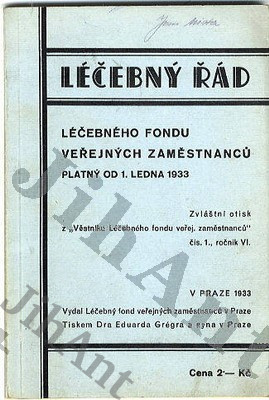 LÉČEBNÝ ŘÁD
LÉČEBNÉHO FONDU
VEŘEJNÝCH ZAMĚSTNANCŮ
PLATNÝ OD 1. LEDNA 1933
Zvláštní otisk
z „Věstníku Léčebného fondu veřej. zaměstnanců"
čís. 1., ročník VI.
V PRAZE 1933
Vydal Léčebný fond veřejných zaměstnanců v Praze
Tiskem Dra Eduarda Grégra a syna v Praze
Cena 2·— Kč
JihAnt
JihAnt